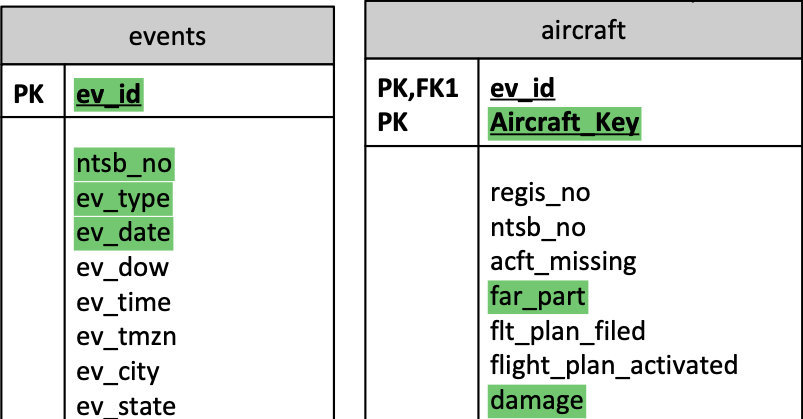 events
PK ev_id
ntsb_no
ev_type
ev_date
ev_dow
ev_time
ev_tmzn
ev_city
ev_state
aircraft
PK,FK1 ev_id
PK Aircraft_Key
regis_no
ntsb_no
acft_missing
far_part
flt_plan_filed
flight_plan_activated
damage